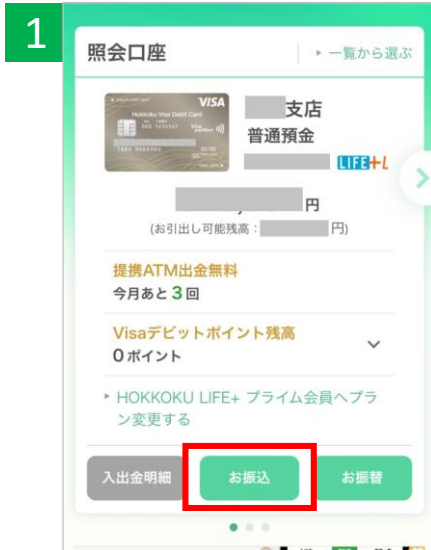 1
照会口座
▸ 一覧から選ぶ
VISA
Hokkoku Visa Debit Card
支店
普通預金
LIFE+L
円
(お引出し可能残高： 円)
提携ATM出金無料
今月あと3回
Visaデビットポイント残高
0ポイント
▸ HOKKOKU LIFE+ プライム会員へプラ
ン変更する
入出金明細
お振込
お振替